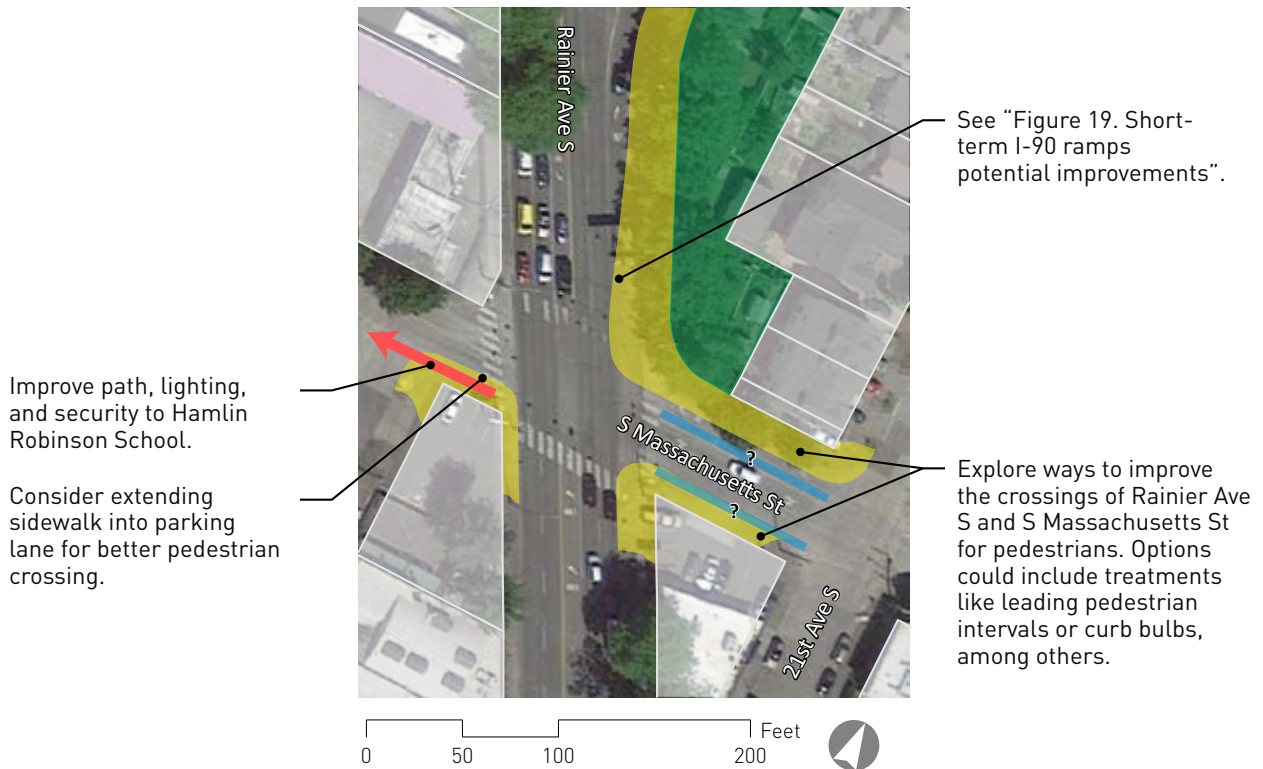 Rainier Ave S
See “Figure 19. Short-
term I-90 ramps
potential improvements”.
Improve path, lighting,
and security to Hamlin
Robinson School.
Consider extending
sidewalk into parking
lane for better pedestrian
crossing.
S Massachusetts St
?
?
21st Ave S
Explore ways to improve
the crossings of Rainier Ave
S and S Massachusetts St
for pedestrians. Options
could include treatments
like leading pedestrian
intervals or curb bulbs,
among others.
Feet
0 50 100 200